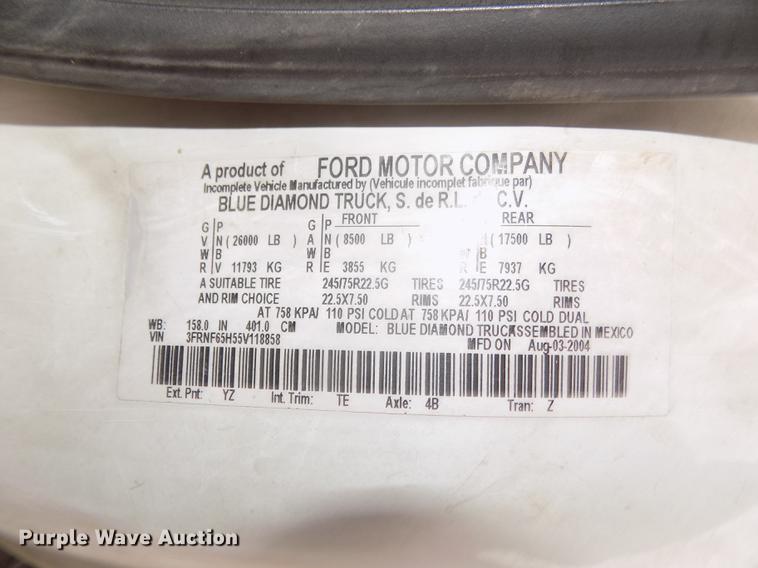 A product of FORD MOTOR COMPANY
Incomplete Vehicle Manufactured by (Vehicule incomplet fabrique par)
BLUE DIAMOND TRUCK, S. de R.L. C.V.
G P G P FRONT REAR
V N (26000 LB) A N (8500 LB) (17500 LB)
W B W B W B
R V 11793 KG R E 3855 KG R E 7937 KG
A SUITABLE TIRE 245/75R22.5G TIRES 245/75R22.5G TIRES
AND RIM CHOICE 22.5X7.50 RIMS 22.5X7.50 RIMS
AT 758 KPA/ 110 PSI COLD AT 758 KPA/ 110 PSI COLD DUAL
WB: 158.0 IN 401.0 CM MODEL: BLUE DIAMOND TRUCK ASSEMBLED IN MEXICO
VIN 3FRNF65H55V118858 MFD ON Aug-03-2004
Ext. Pnt: YZ Int. Trim: TE Axle: 4B Tran: Z
Purple Wave Auction
© PurpleWave.com